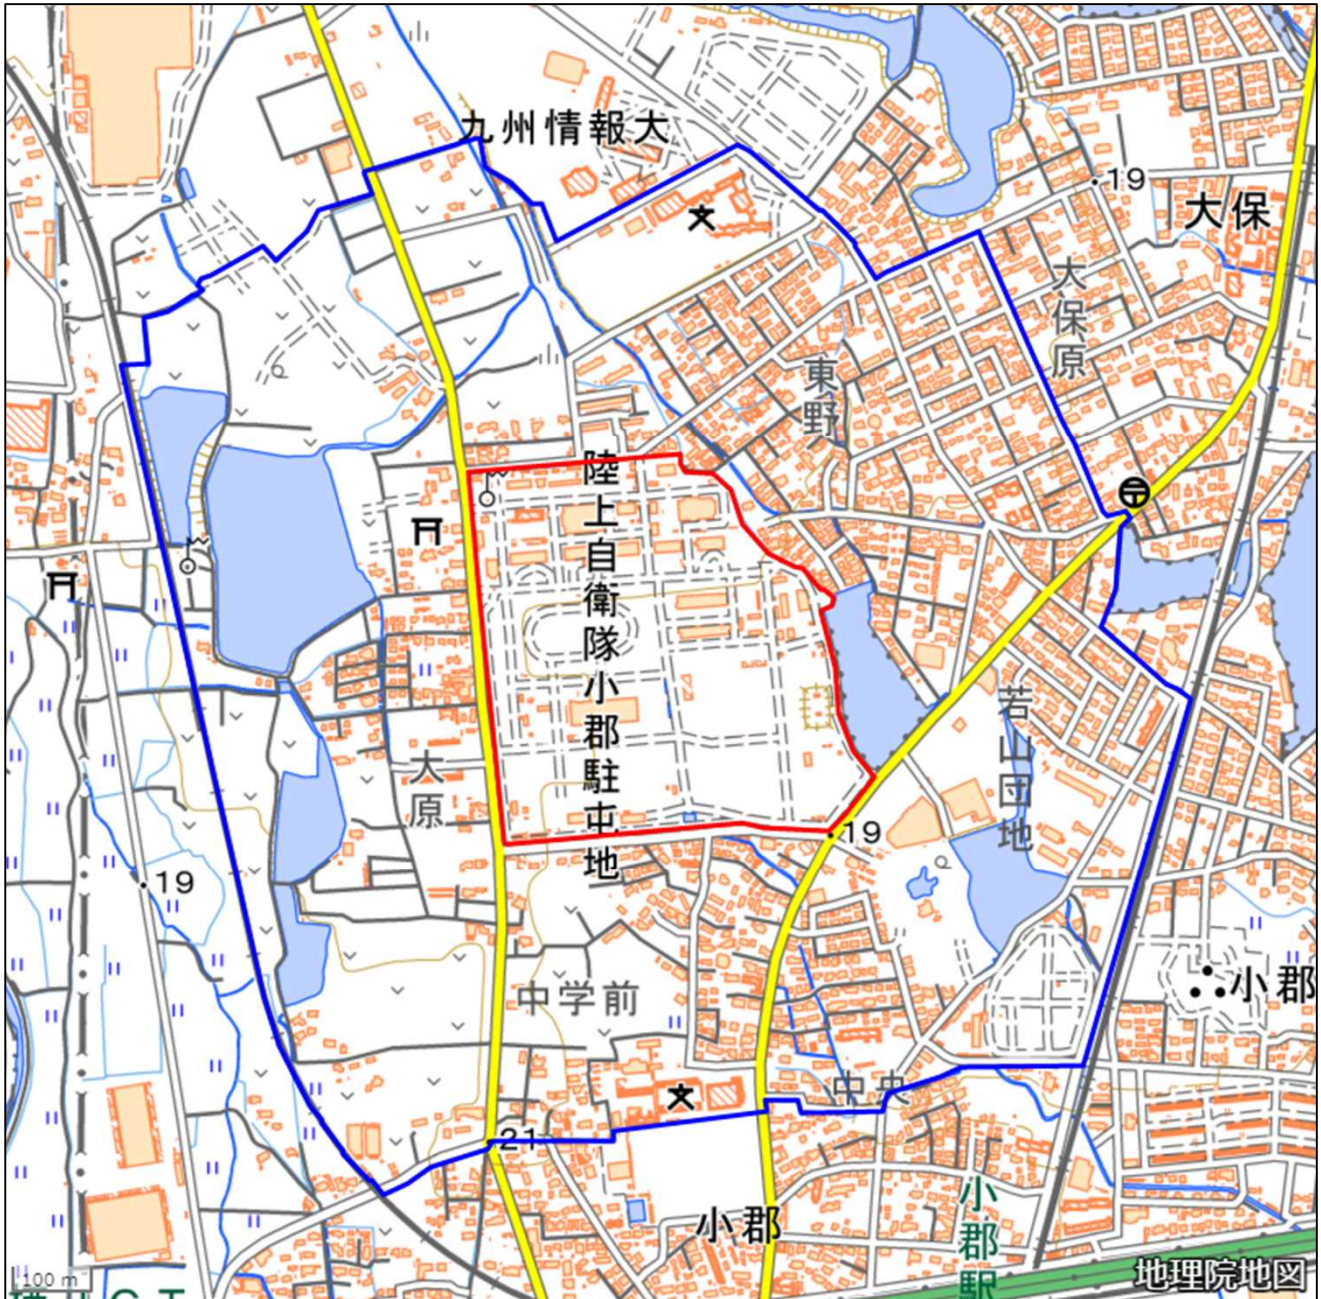 九州情報大
19
大保
大保原
東野
陸上自衛隊小郡駐屯地
若山団地
大原
19
19
小郡
中学前
中央
21
小郡
小郡駅
100 m
地理院地図